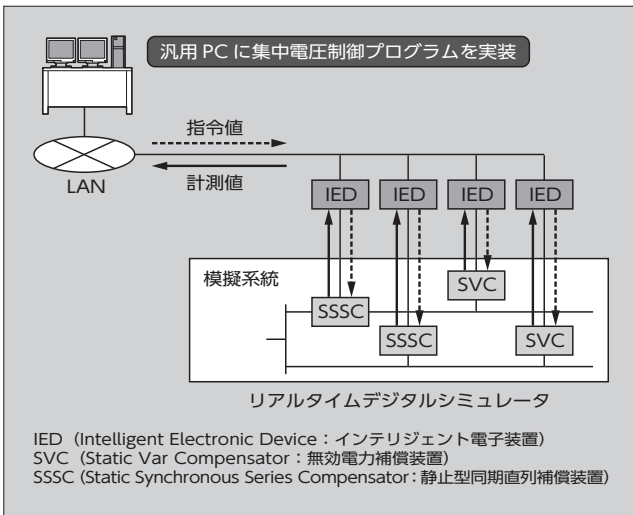 汎用 PC に集中電圧制御プログラムを実装
指令値
計測値
LAN
IED IED IED IED
模擬系統
SVC
SSSC
SSSC SVC
リアルタイムデジタルシミュレータ
IED（Intelligent Electronic Device：インテリジェント電子装置）
SVC（Static Var Compensator：無効電力補償装置）
SSSC（Static Synchronous Series Compensator：静止型同期直列補償装置）